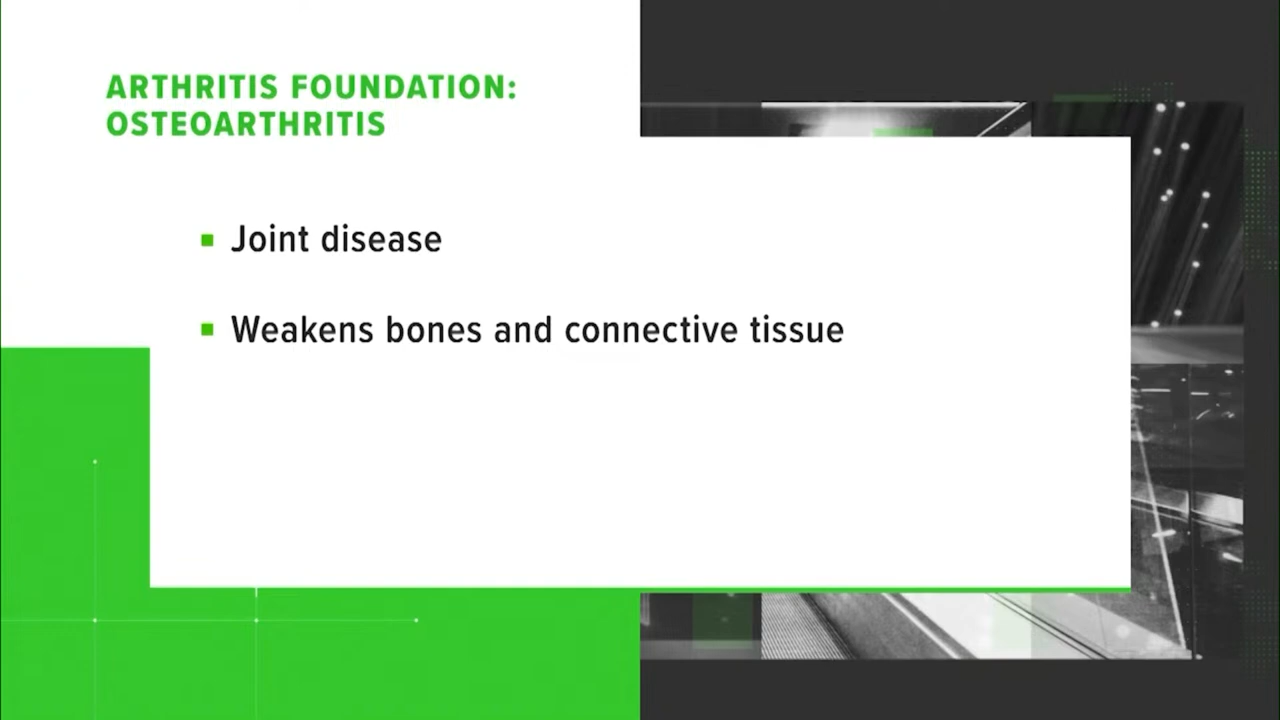 ARTHRITIS FOUNDATION:
OSTEOARTHRITIS
Joint disease
Weakens bones and connective tissue